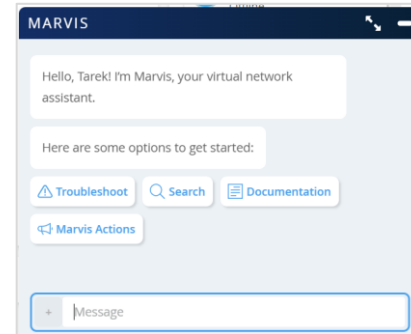 MARVIS
Hello, Tarek! I'm Marvis, your virtual network
assistant.
Here are some options to get started:
Troubleshoot
Search
Documentation
Marvis Actions
+ Message